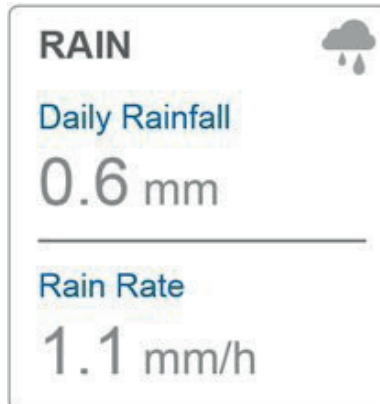 RAIN
Daily Rainfall
0.6 mm
Rain Rate
1.1 mm/h